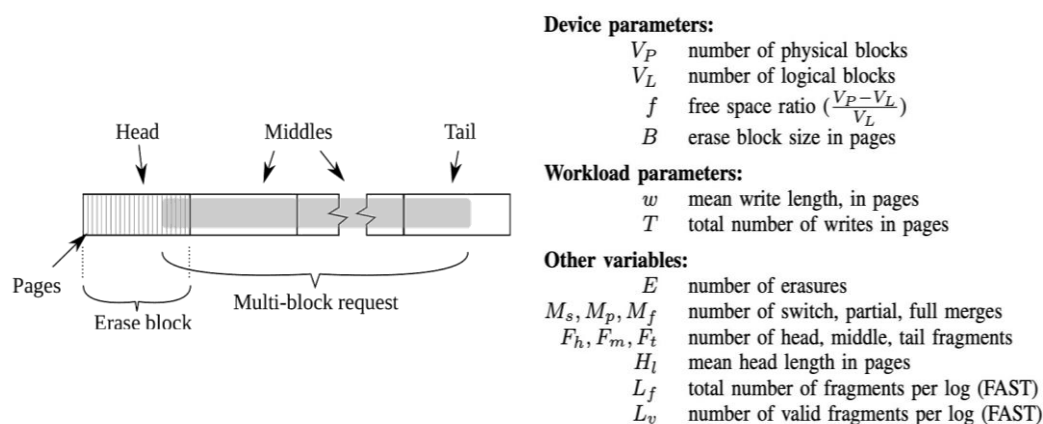 Head
Middles
Tail
Pages
Multi-block request
Erase block
Device parameters:
V_P number of physical blocks
V_L number of logical blocks
f free space ratio (\frac{V_P - V_L}{V_L})
B erase block size in pages
Workload parameters:
w mean write length, in pages
T total number of writes in pages
Other variables:
E number of erasures
M_s, M_p, M_f number of switch, partial, full merges
F_h, F_m, F_t number of head, middle, tail fragments
H_l mean head length in pages
L_f total number of fragments per log (FAST)
L_v number of valid fragments per log (FAST)